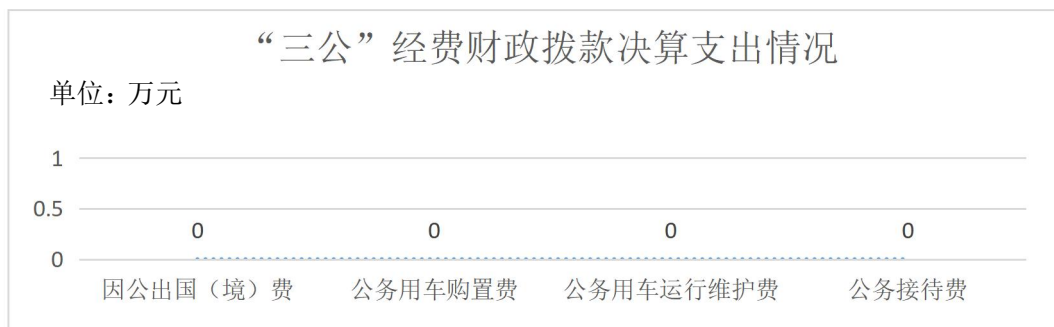 “三公”经费财政拨款决算支出情况
单位：万元
1
0.5
0 0 0 0
0
因公出国（境）费 公务用车购置费 公务用车运行维护费 公务接待费